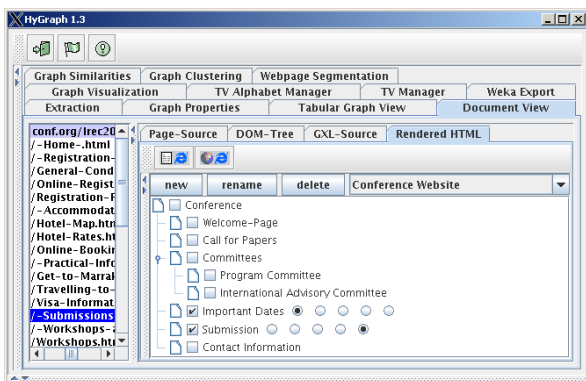 HyGraph 1.3
Graph Similarities Graph Clustering Webpage Segmentation
Graph Visualization TV Alphabet Manager TV Manager Weka Export
Extraction Graph Properties Tabular Graph View Document View
conf.org/lrec20
/-Home-.html
/-Registration-
/General-Cond
/Online-Regist
/Registration-F
/-Accommodat
/Hotel-Map.htm
/Hotel-Rates.ht
/Online-Bookin
/-Practical-Info
/Get-to-Marrak
/Travelling-to-
/Visa-Informat
/-Submissions
/-Workshops-a
/Workshops.htm
Page-Source DOM-Tree GXL-Source Rendered HTML
new rename delete Conference Website
Conference
Welcome-Page
Call for Papers
Committees
Program Committee
International Advisory Committee
Important Dates
Submission
Contact Information